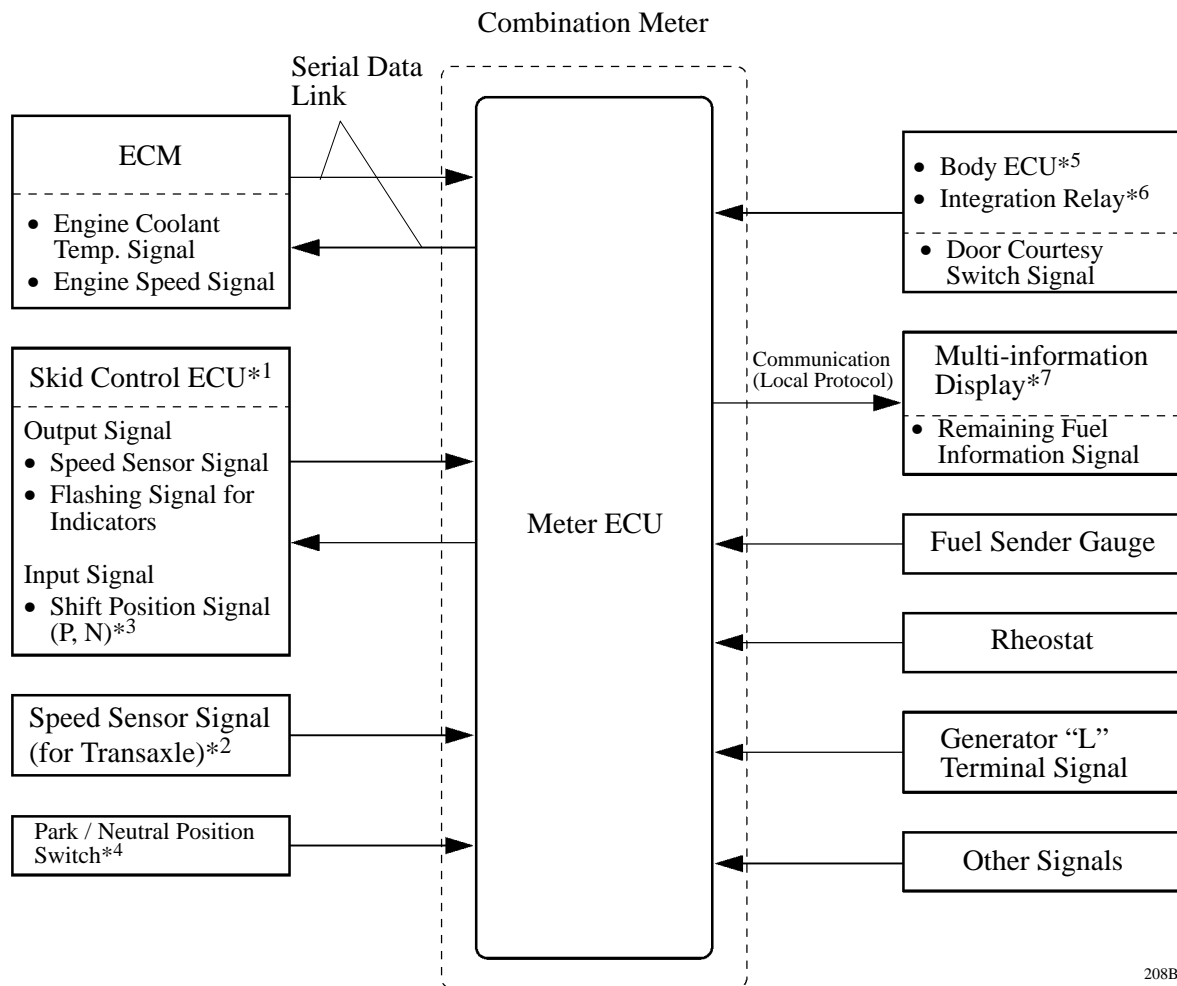 Combination Meter
Serial Data
Link
ECM
• Engine Coolant
Temp. Signal
• Engine Speed Signal
Skid Control ECU*1
Output Signal
• Speed Sensor Signal
• Flashing Signal for
Indicators
Input Signal
• Shift Position Signal
(P, N)*3
Speed Sensor Signal
(for Transaxle)*2
Park / Neutral Position
Switch*4
Meter ECU
• Body ECU*5
• Integration Relay*6
• Door Courtesy
Switch Signal
Communication
(Local Protocol)
Multi-information
Display*7
• Remaining Fuel
Information Signal
Fuel Sender Gauge
Rheostat
Generator “L”
Terminal Signal
Other Signals
208B